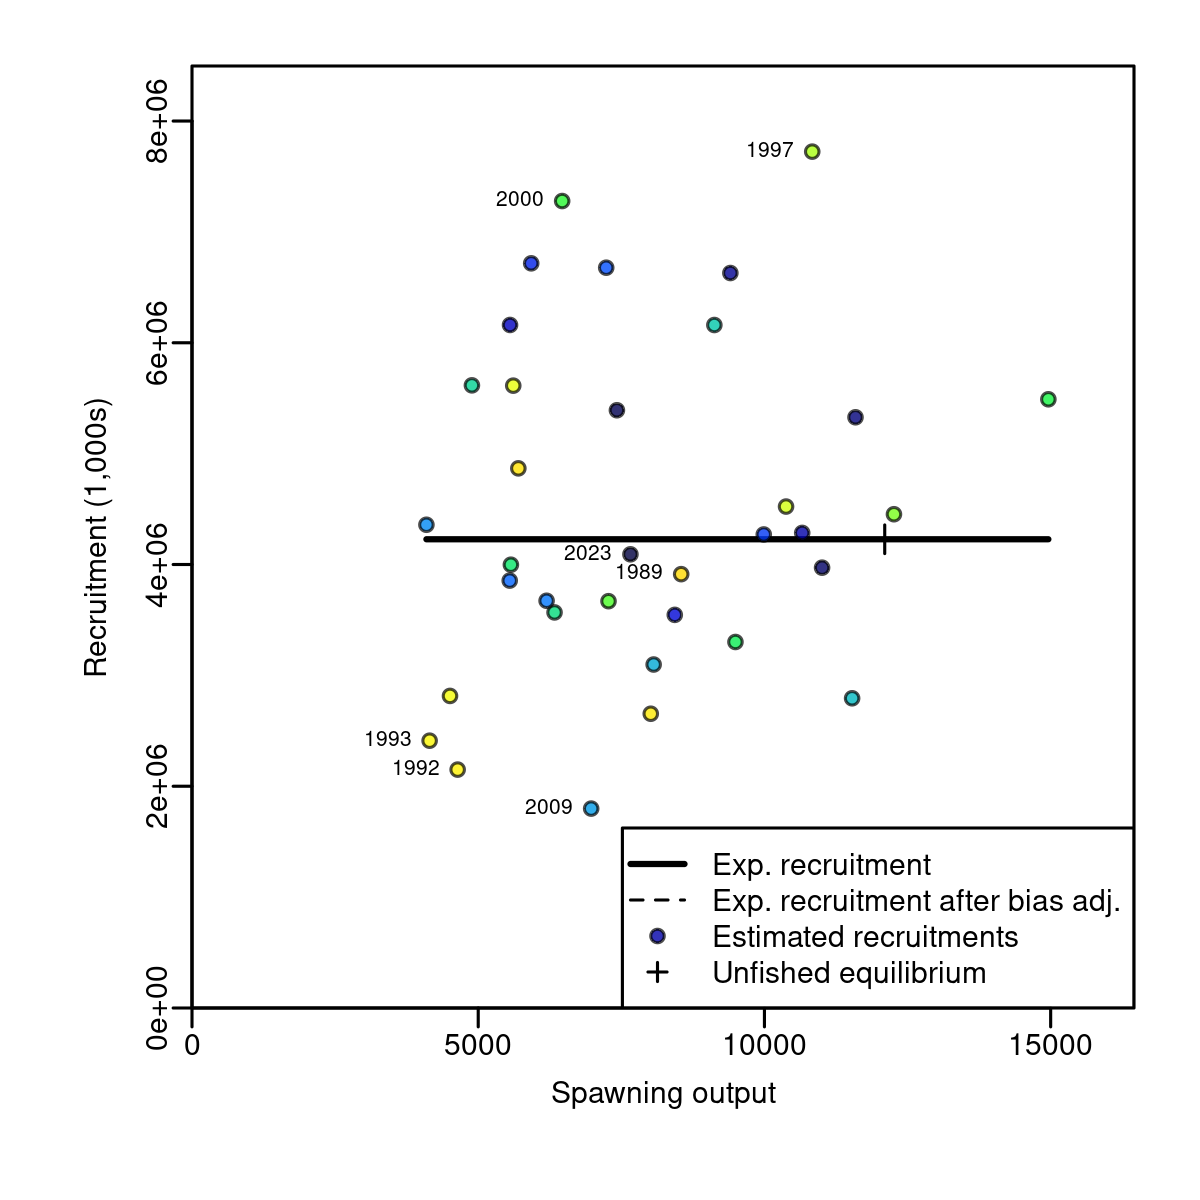 8e+06
6e+06
4e+06
2e+06
0e+00
Recruitment (1,000s)
1997
2000
2023
1989
1993
1992
2009
Exp. recruitment
Exp. recruitment after bias adj.
Estimated recruitments
Unfished equilibrium
0
5000
10000
15000
Spawning output